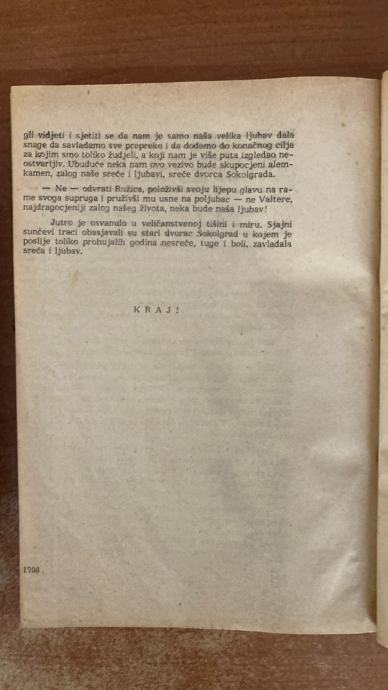 gli vidjeti i sjetiti se da nam je samo naša velika ljubav dala
snage da savladamo sve prepreke i da dođemo do konačnog cilja
za kojim smo toliko žudjeli, a koji nam je više puta izgledao ne-
ostvarljiv. Ubuduće neka nam ovo vezivo bude skupocjeni alem-
kamen, zalog naše sreće i ljubavi, sreće dvorca Sokolgrada.
— Ne — odvrati Ružica, položivši svoju lijepu glavu na ra-
me svoga supruga i pruživši mu usne na poljubac — ne Valtere,
najdragocjeniji zalog našeg života, neka bude naša ljubav!
Jutro je osvanulo u veličanstvenoj tišini i miru. Sjajni
sunčevi traci obasjavali su stari dvorac Sokolgrad u kojem je
poslije toliko prohujalih godina nesreće, tuge i boli, zavladala
sreća i ljubav.
KRAJ!